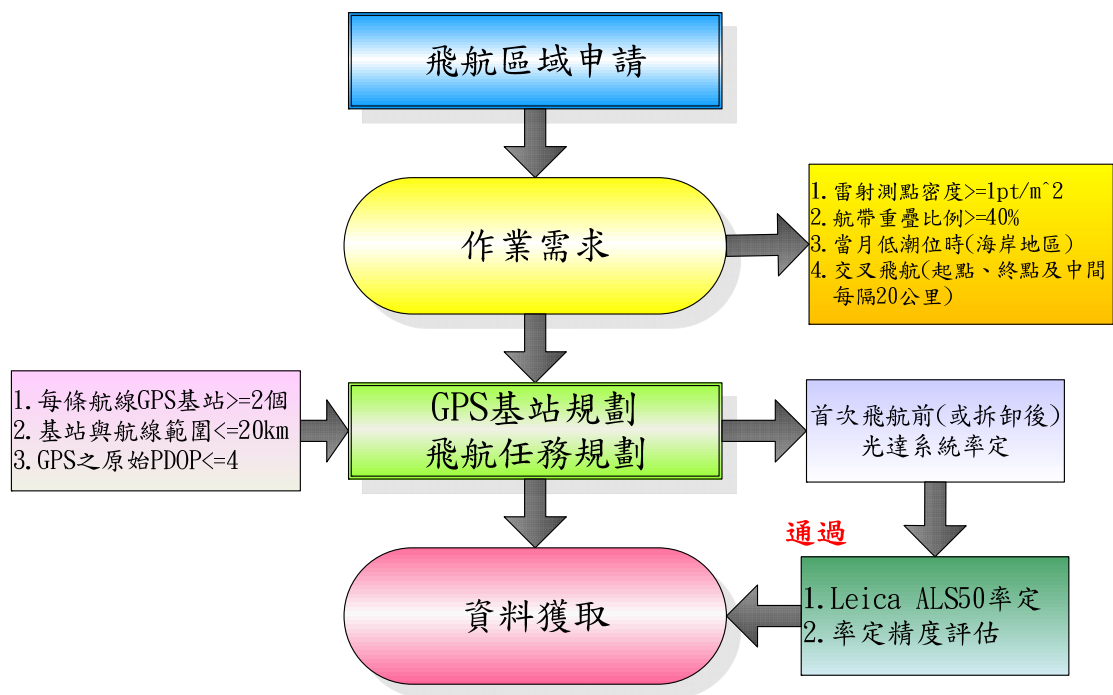 飛航區域申請
作業需求
1. 雷射測點密度>=1pt/m^2
2. 航帶重疊比例>=40%
3. 當月低潮位時(海岸地區)
4. 交叉飛航(起點、終點及中間
每隔20公里)
1. 每條航線GPS基站>=2個
2. 基站與航線範圍<=20km
3. GPS之原始PDOP<=4
GPS基站規劃
飛航任務規劃
首次飛航前(或拆卸後)
光達系統率定
通過
資料獲取
1. Leica ALS50率定
2. 率定精度評估